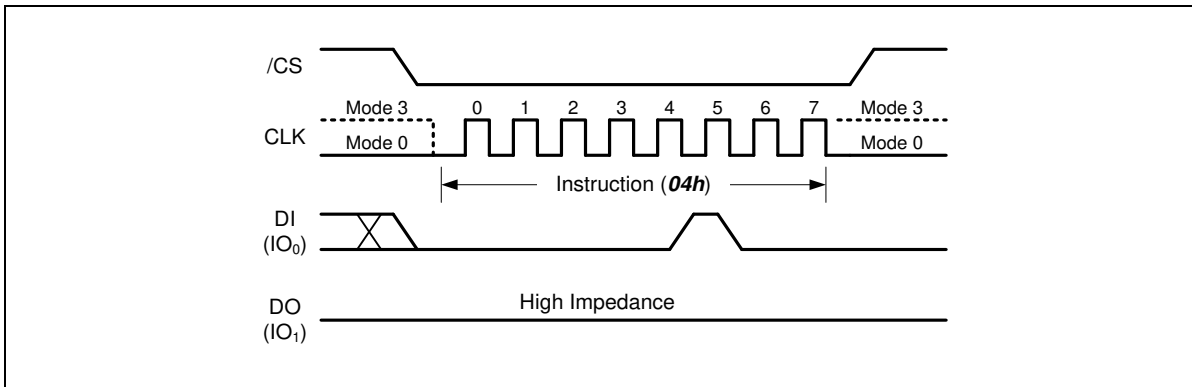 /CS
Mode 3 0 1 2 3 4 5 6 7 Mode 3
CLK
Mode 0 Mode 0
Instruction (04h)
DI
(IO₀)
High Impedance
DO
(IO₁)